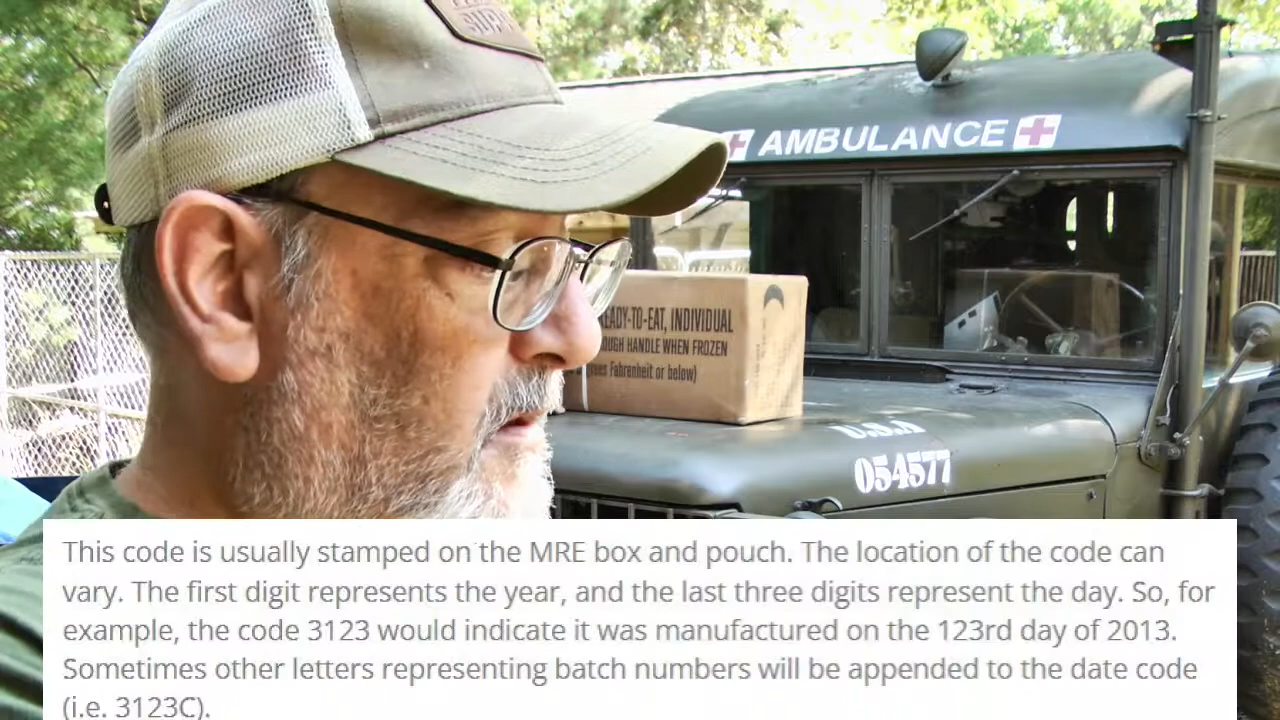 AMBULANCE
EADY-TO-EAT, INDIVIDUAL
OUGH HANDLE WHEN FROZEN
grees Fahrenheit or below)
U.S.A
054577
This code is usually stamped on the MRE box and pouch. The location of the code can
vary. The first digit represents the year, and the last three digits represent the day. So, for
example, the code 3123 would indicate it was manufactured on the 123rd day of 2013.
Sometimes other letters representing batch numbers will be appended to the date code
(i.e. 3123C).